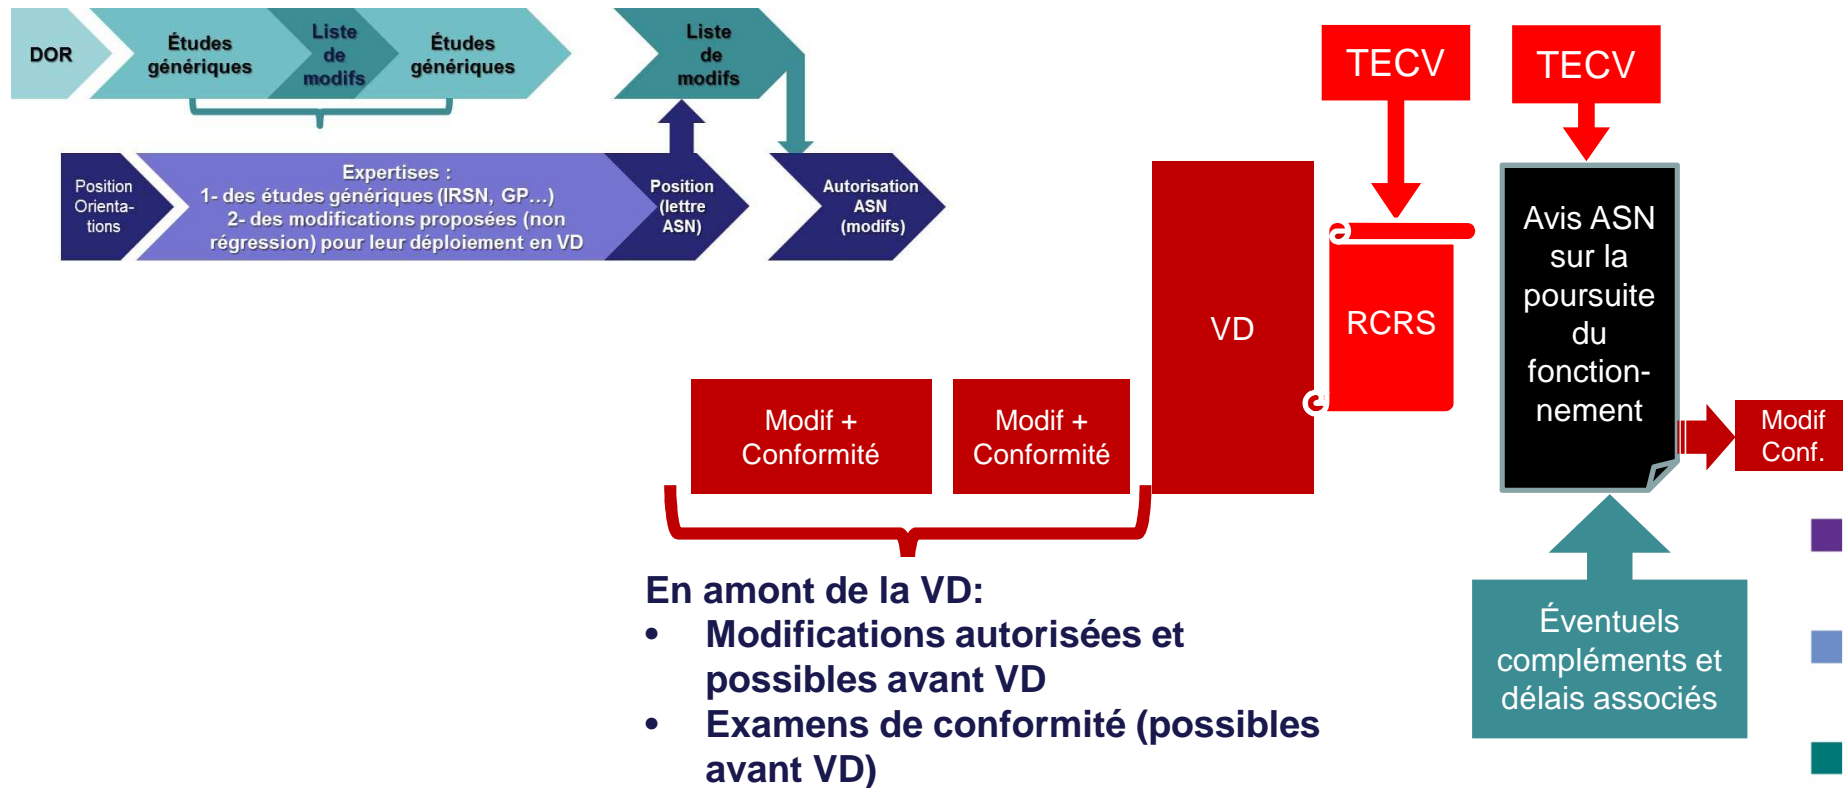 DOR
Études
génériques
Liste
de
modifs
Études
génériques
Liste
de
modifs
Position
Orienta-
tions
Expertises :
1- des études génériques (IRSN, GP...)
2- des modifications proposées (non
régression) pour leur déploiement en VD
Position
(lettre
ASN)
Autorisation
ASN
(modifs)
TECV
TECV
Modif +
Conformité
Modif +
Conformité
VD
RCRS
Avis ASN
sur la
poursuite
du
fonction-
nement
Modif
Conf.
En amont de la VD:
• Modifications autorisées et
possibles avant VD
• Examens de conformité (possibles
avant VD)
Éventuels
compléments et
délais associés